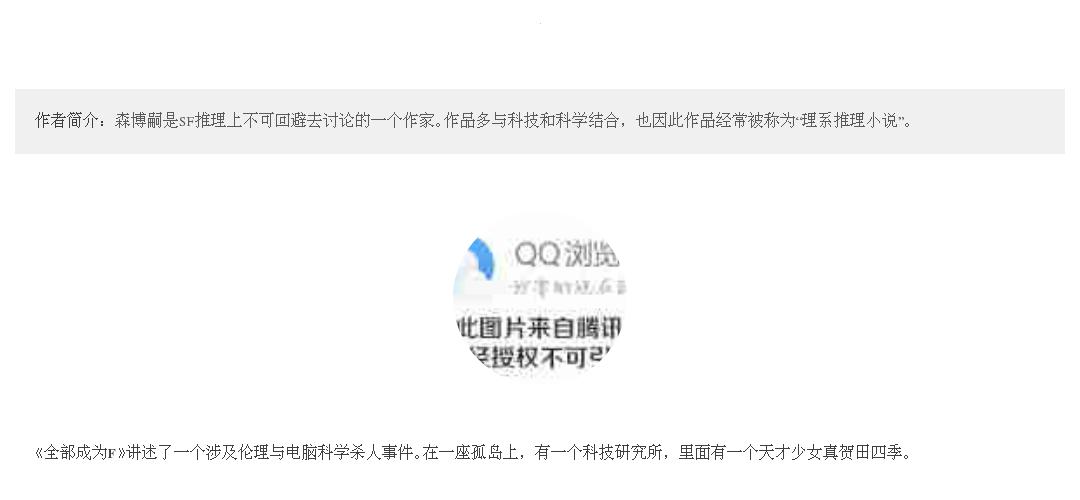 作者简介：森博嗣是SF推理上不可回避去讨论的一个作家。作品多与科技和科学结合，也因此作品经常被称为“理系推理小说”。
QQ浏览
此图片来自腾讯
经授权不可引
《全部成为F》讲述了一个涉及伦理与电脑科学杀人事件。在一座孤岛上，有一个科技研究所，里面有一个天才少女真贺田四季。